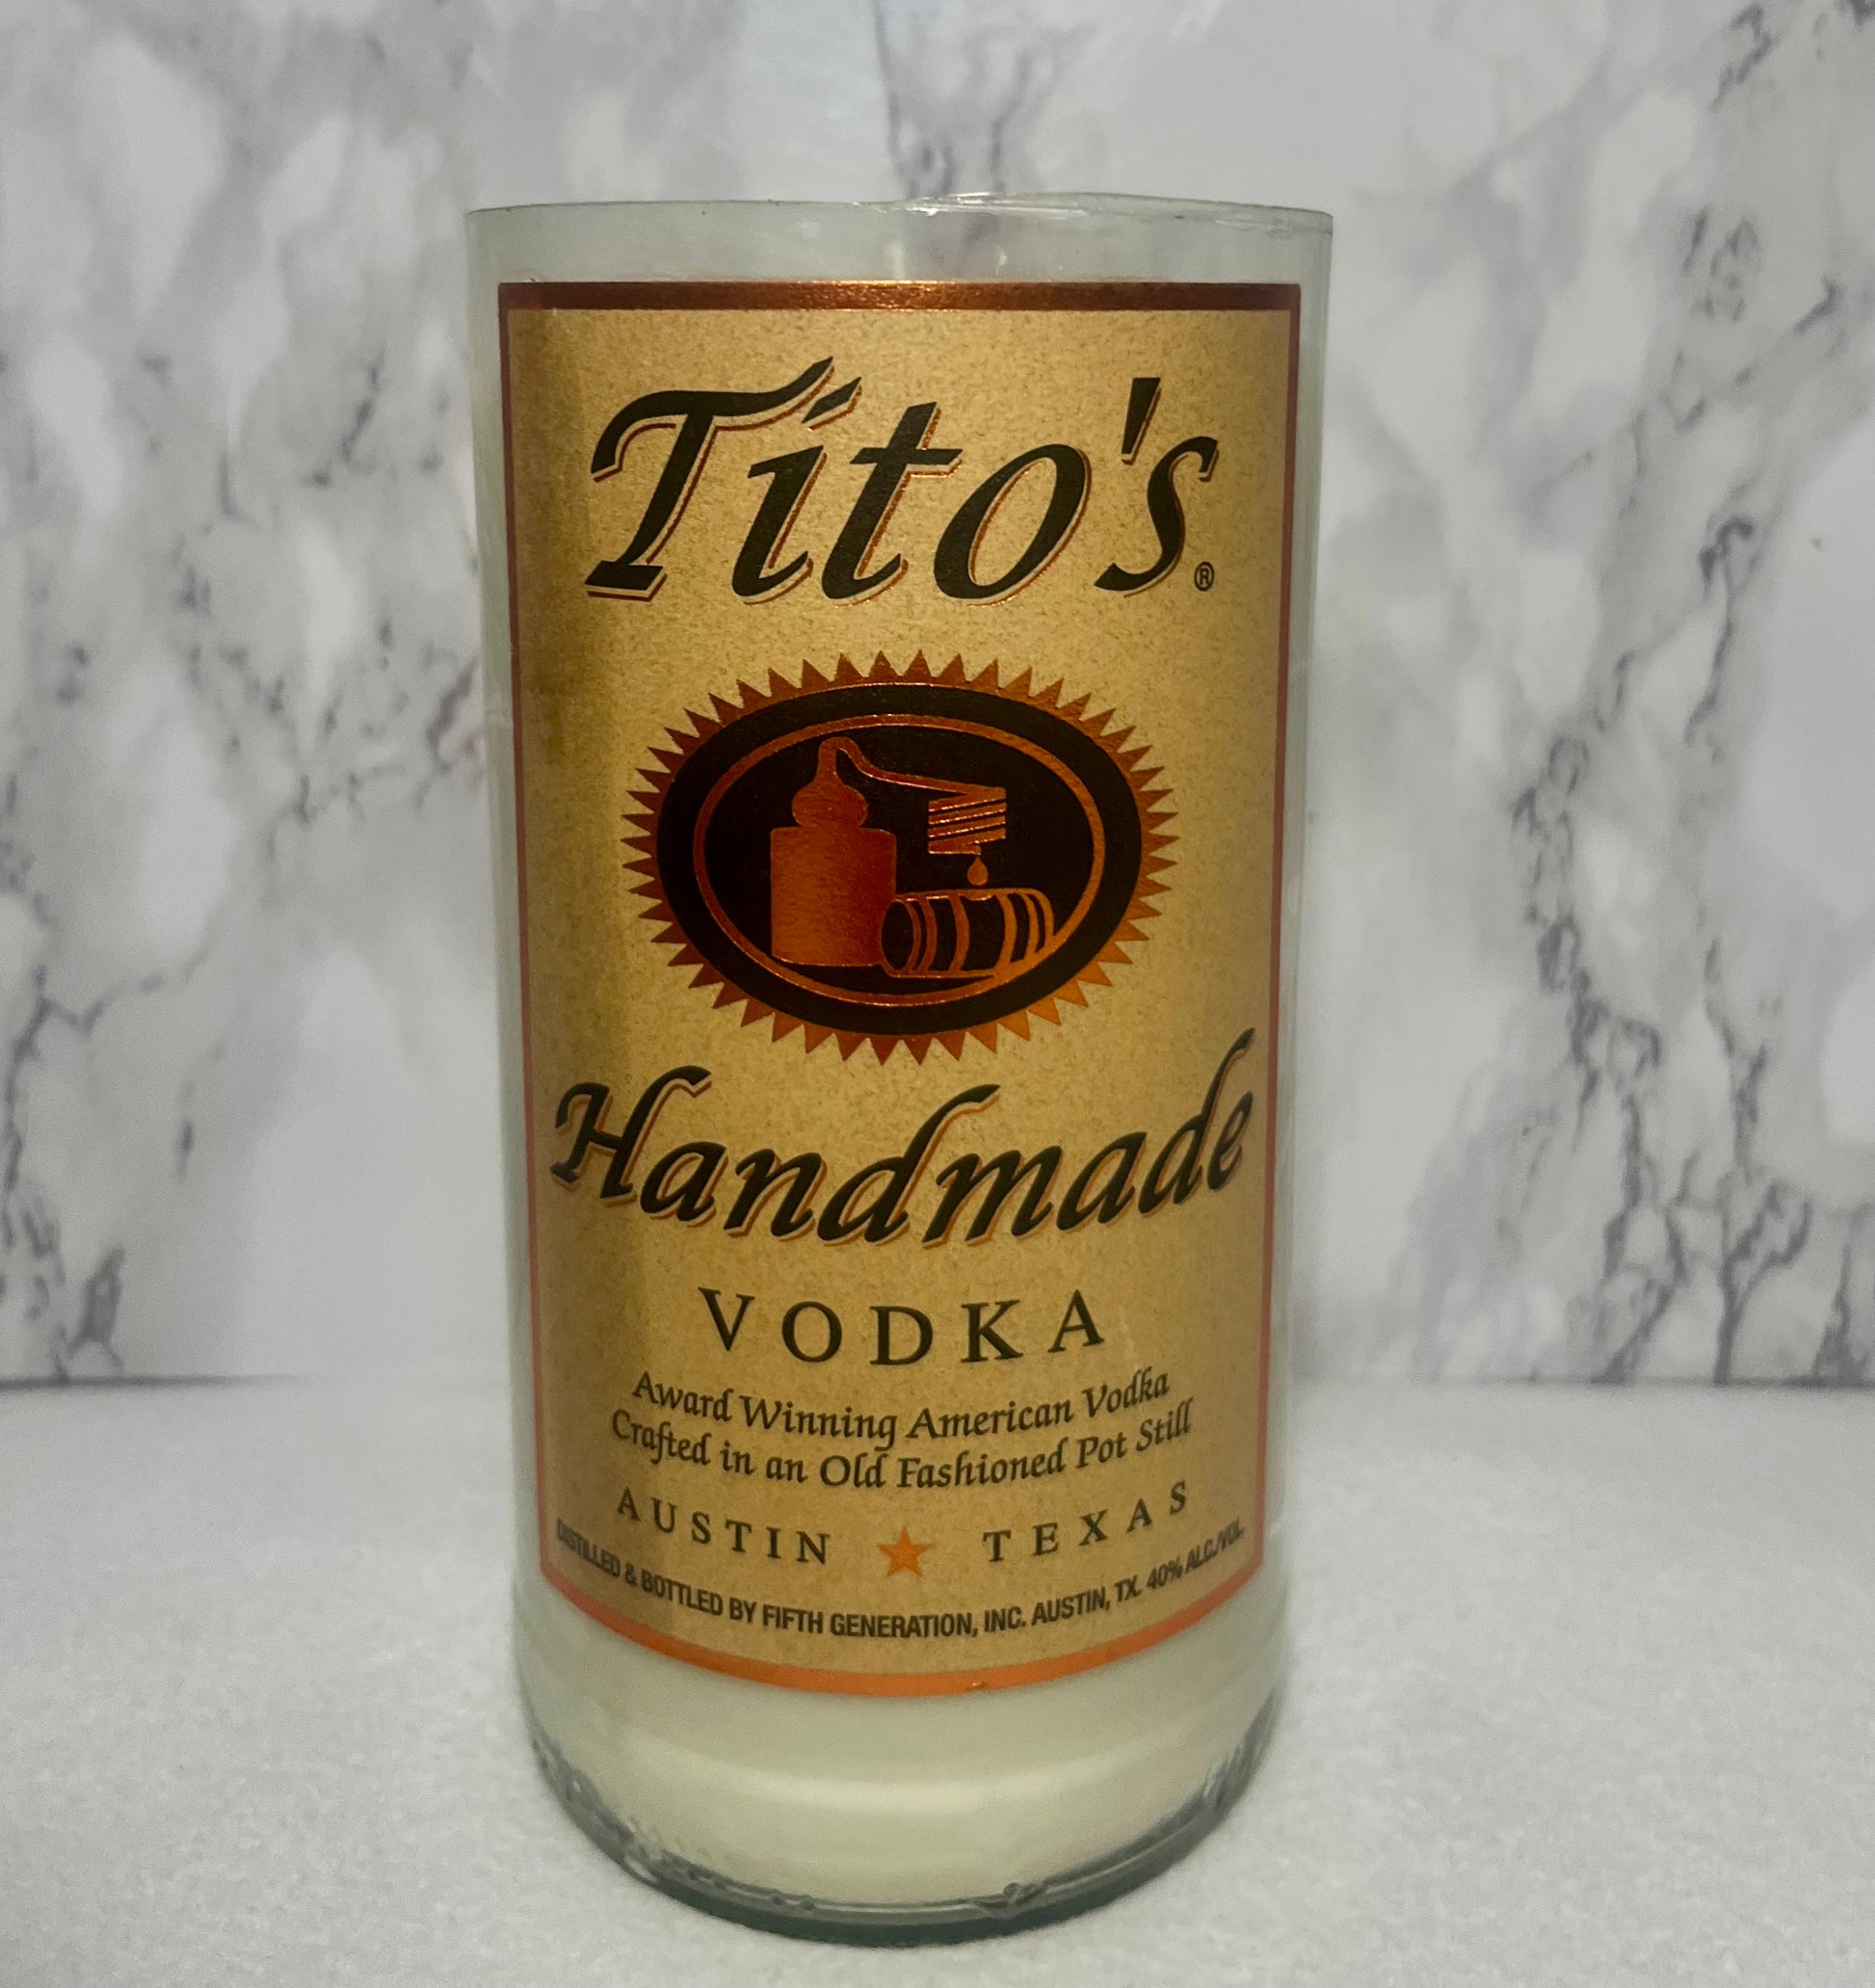 Tito's®
Handmade
VODKA
Award Winning American Vodka
Crafted in an Old Fashioned Pot Still
AUSTIN ★ TEXAS
DISTILLED & BOTTLED BY FIFTH GENERATION, INC. AUSTIN, TX. 40% ALC./VOL.